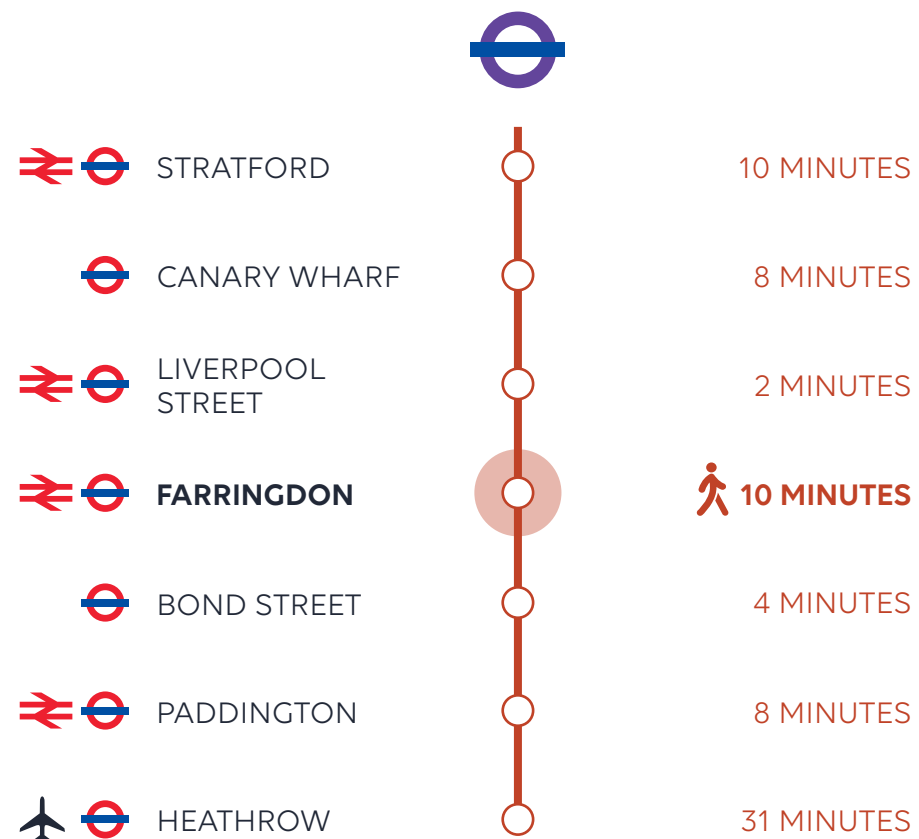 STRATFORD 10 MINUTES
CANARY WHARF 8 MINUTES
LIVERPOOL
STREET 2 MINUTES
FARRINGDON 10 MINUTES
BOND STREET 4 MINUTES
PADDINGTON 8 MINUTES
HEATHROW 31 MINUTES